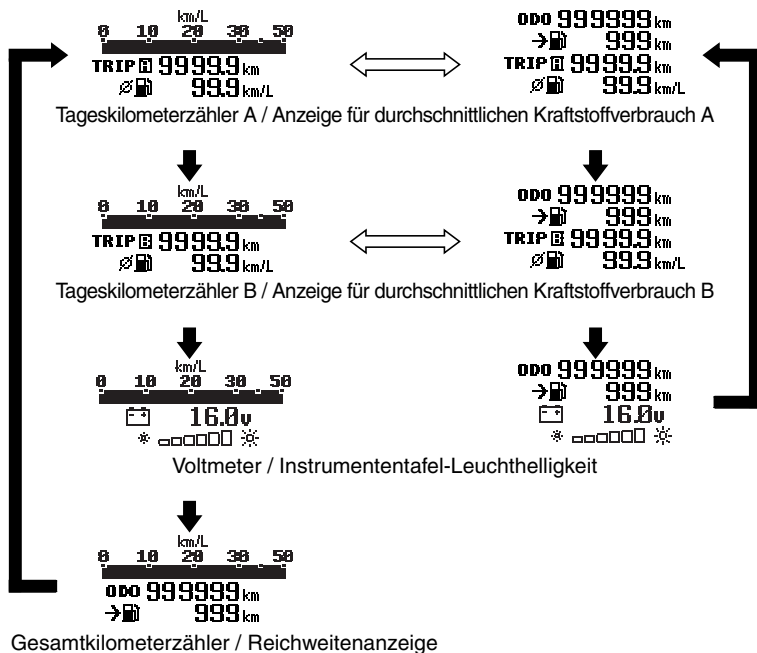 km/L
0 10 20 30 50
TRIP A 9999.9 km
Ø 99.9 km/L
ODO 999999 km
→ 999 km
TRIP A 9999.9 km
Ø 99.9 km/L
Tageskilometerzähler A / Anzeige für durchschnittlichen Kraftstoffverbrauch A
km/L
0 10 20 30 50
TRIP B 9999.9 km
Ø 99.9 km/L
ODO 999999 km
→ 999 km
TRIP B 9999.9 km
Ø 99.9 km/L
Tageskilometerzähler B / Anzeige für durchschnittlichen Kraftstoffverbrauch B
km/L
0 10 20 30 50
16.0v
ODO 999999 km
→ 999 km
16.0v
Voltmeter / Instrumententafel-Leuchthelligkeit
km/L
0 10 20 30 50
ODO 999999 km
→ 999 km
Gesamtkilometerzähler / Reichweitenanzeige